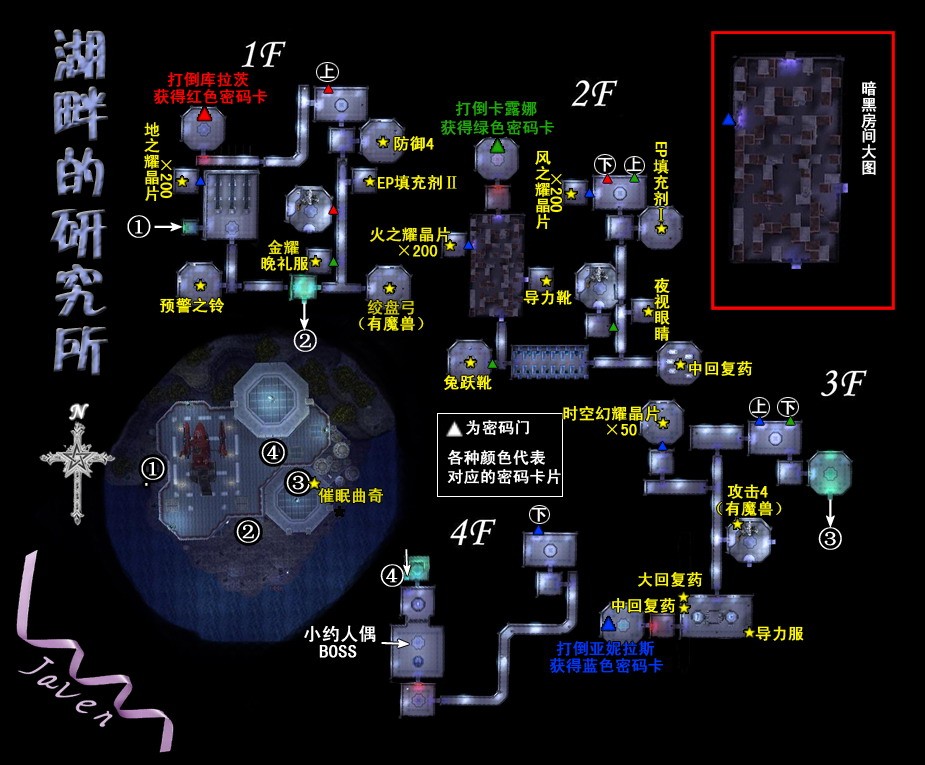 湖畔的研究所
1F
上
打倒库拉茨
获得红色密码卡
防御4
地之耀晶片
×200
EP填充剂Ⅱ
①
金耀
晚礼服
预警之铃
绞盘弓
(有魔兽)
②
2F
打倒卡露娜
获得绿色密码卡
风之耀晶片
×200
下
上
EP填充剂Ⅰ
火之耀晶片
×200
导力靴
夜视眼睛
兔跃靴
中回复药
暗黑房间大图
N
①
④
③
催眠曲奇
②
▲为密码门
各种颜色代表
对应的密码卡片
3F
时空幻耀晶片
×50
上
下
攻击4
(有魔兽)
③
大回复药
中回复药
导力服
打倒亚妮拉斯
获得蓝色密码卡
4F
下
④
小约人偶
BOSS
Joven